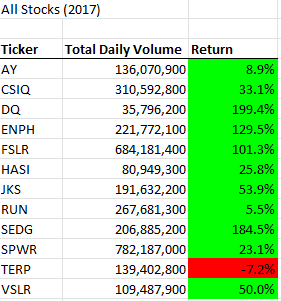 All Stocks (2017)
Ticker Total Daily Volume Return
AY 136,070,900 8.9%
CSIQ 310,592,800 33.1%
DQ 35,796,200 199.4%
ENPH 221,772,100 129.5%
FSLR 684,181,400 101.3%
HASI 80,949,300 25.8%
JKS 191,632,200 53.9%
RUN 267,681,300 5.5%
SEDG 206,885,200 184.5%
SPWR 782,187,000 23.1%
TERP 139,402,800 -7.2%
VSLR 109,487,900 50.0%